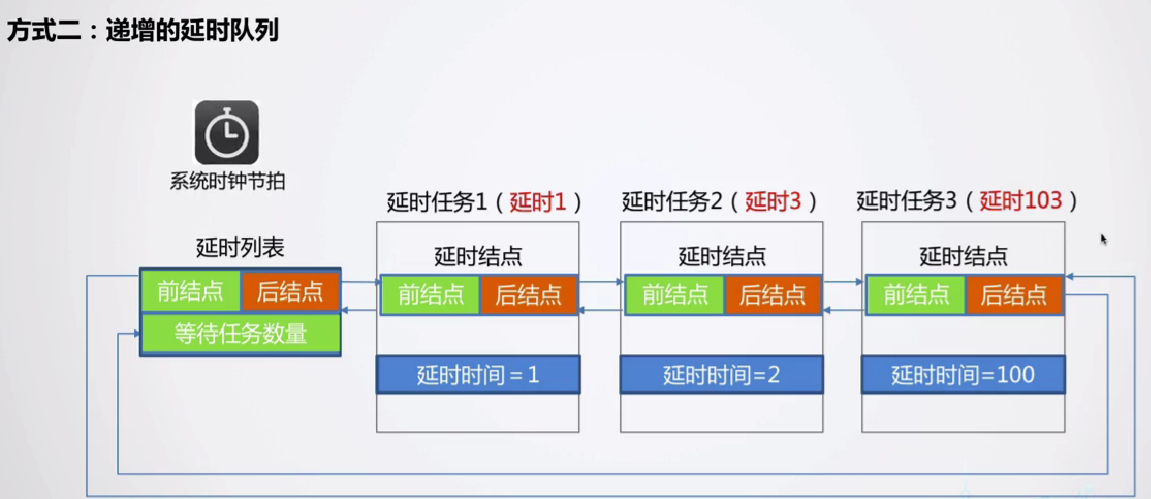 方式二：递增的延时队列
系统时钟节拍
延时列表
前结点 后结点
等待任务数量
延时任务1（延时1）
延时结点
前结点 后结点
延时时间＝1
延时任务2（延时3）
延时结点
前结点 后结点
延时时间=2
延时任务3（延时103）
延时结点
前结点 后结点
延时时间=100